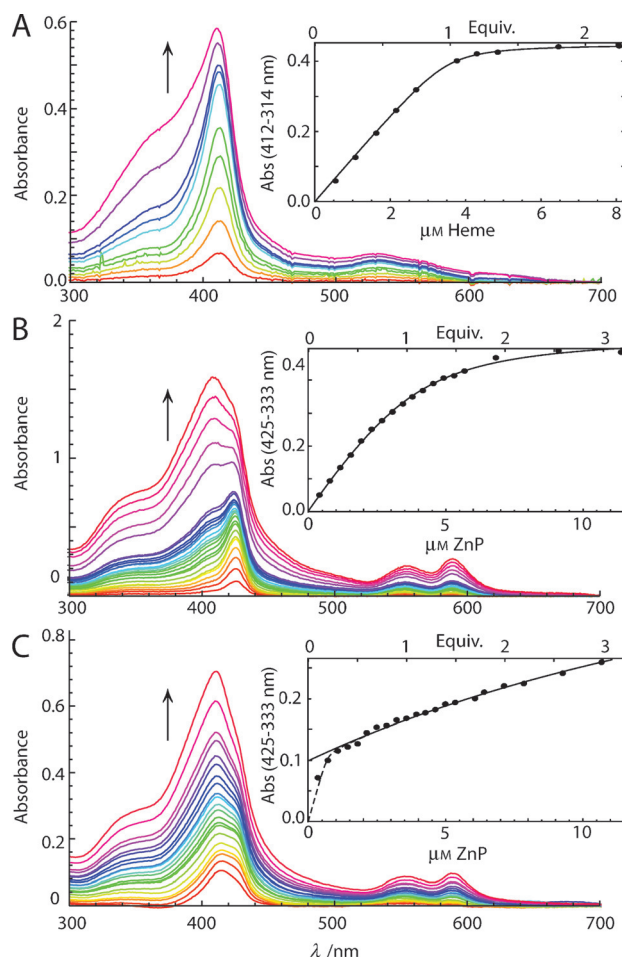 A
Absorbance
0.6
0.4
0.2
0.0
300 400 500 600 700
Equiv.
0 1 2
Abs (412-314 nm)
0.4
0.2
0.0
0 2 4 6 8
μM Heme
B
Absorbance
2
1
0
300 400 500 600 700
Equiv.
0 1 2 3
Abs (425-333 nm)
0.4
0.2
0.0
0 5 10
μM ZnP
C
Absorbance
0.8
0.6
0.4
0.2
0
300 400 500 600 700
λ /nm
Equiv.
0 1 2 3
Abs (425-333 nm)
0.2
0.1
0.0
0 5 10
μM ZnP